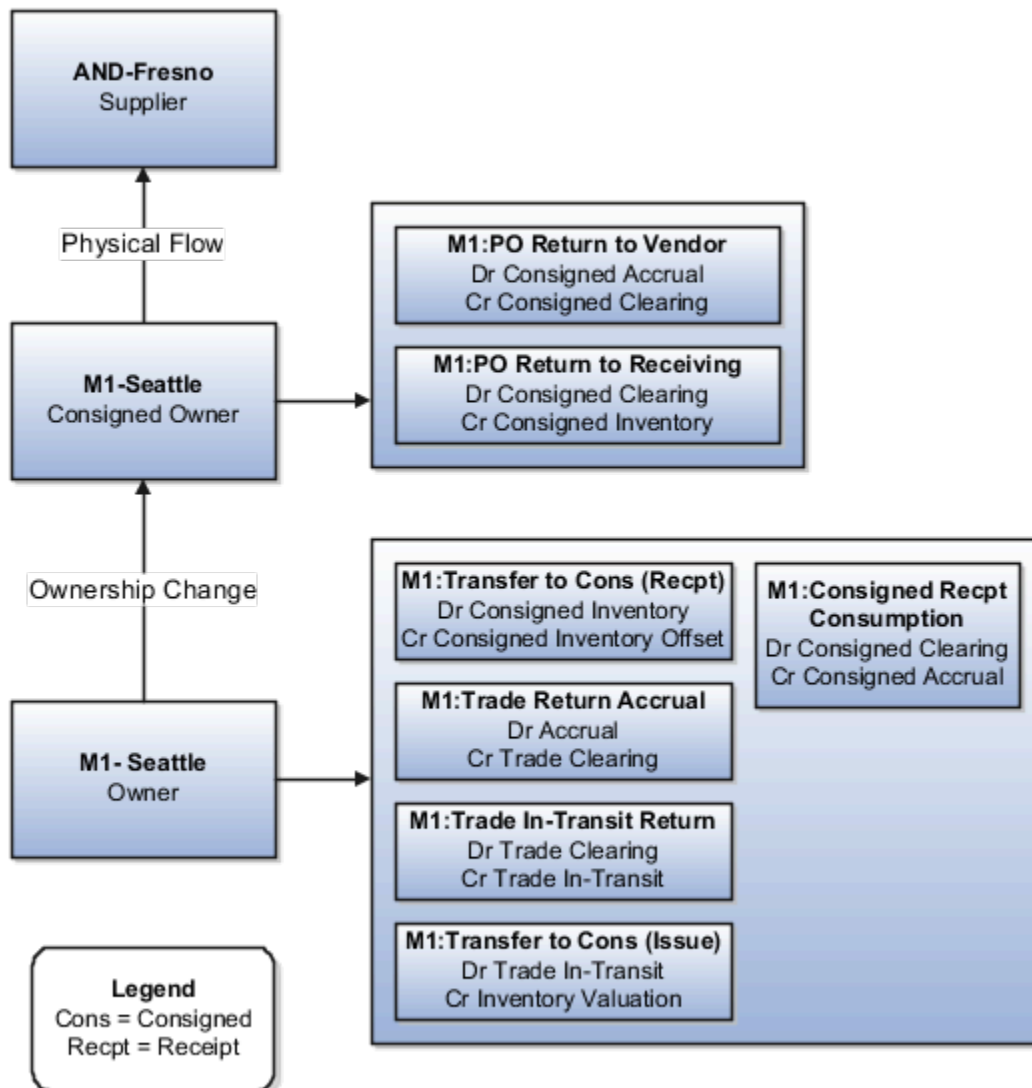 AND-Fresno
Supplier
Physical Flow
M1-Seattle
Consigned Owner
M1:PO Return to Vendor
Dr Consigned Accrual
Cr Consigned Clearing
M1:PO Return to Receiving
Dr Consigned Clearing
Cr Consigned Inventory
Ownership Change
M1- Seattle
Owner
M1:Transfer to Cons (Recpt)
Dr Consigned Inventory
Cr Consigned Inventory Offset
M1:Consigned Recpt
Consumption
Dr Consigned Clearing
Cr Consigned Accrual
M1:Trade Return Accrual
Dr Accrual
Cr Trade Clearing
M1:Trade In-Transit Return
Dr Trade Clearing
Cr Trade In-Transit
M1:Transfer to Cons (Issue)
Dr Trade In-Transit
Cr Inventory Valuation
Legend
Cons = Consigned
Recpt = Receipt